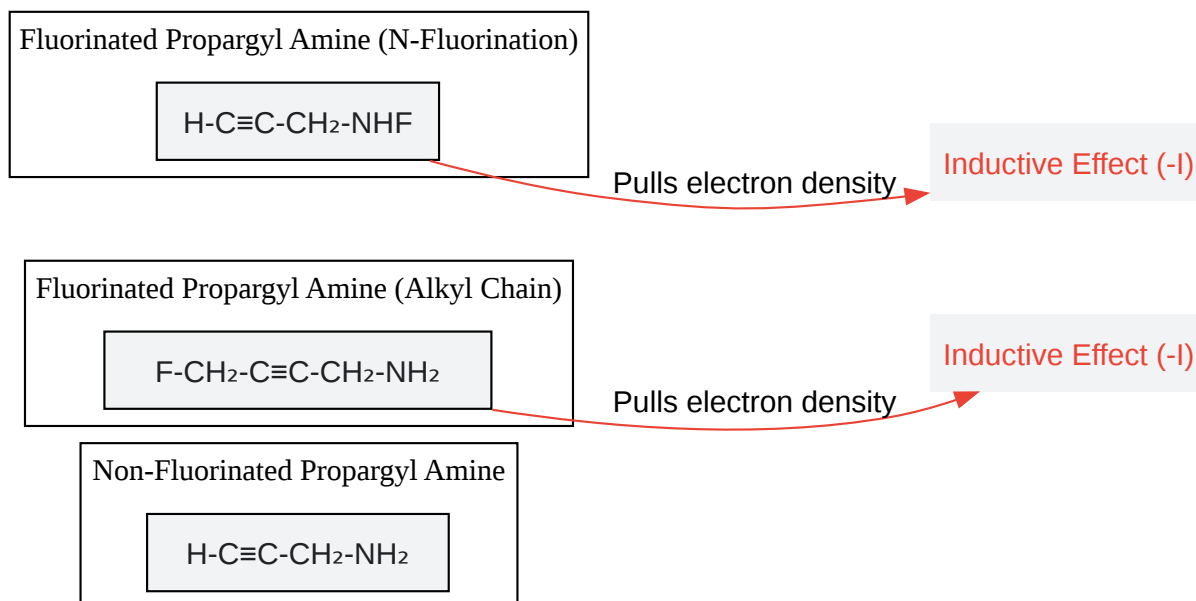 Fluorinated Propargyl Amine (N-Fluorination)
H-C≡C-CH₂-NHF
Pulls electron density
Inductive Effect (-I)
Fluorinated Propargyl Amine (Alkyl Chain)
F-CH₂-C≡C-CH₂-NH₂
Pulls electron density
Inductive Effect (-I)
Non-Fluorinated Propargyl Amine
H-C≡C-CH₂-NH₂